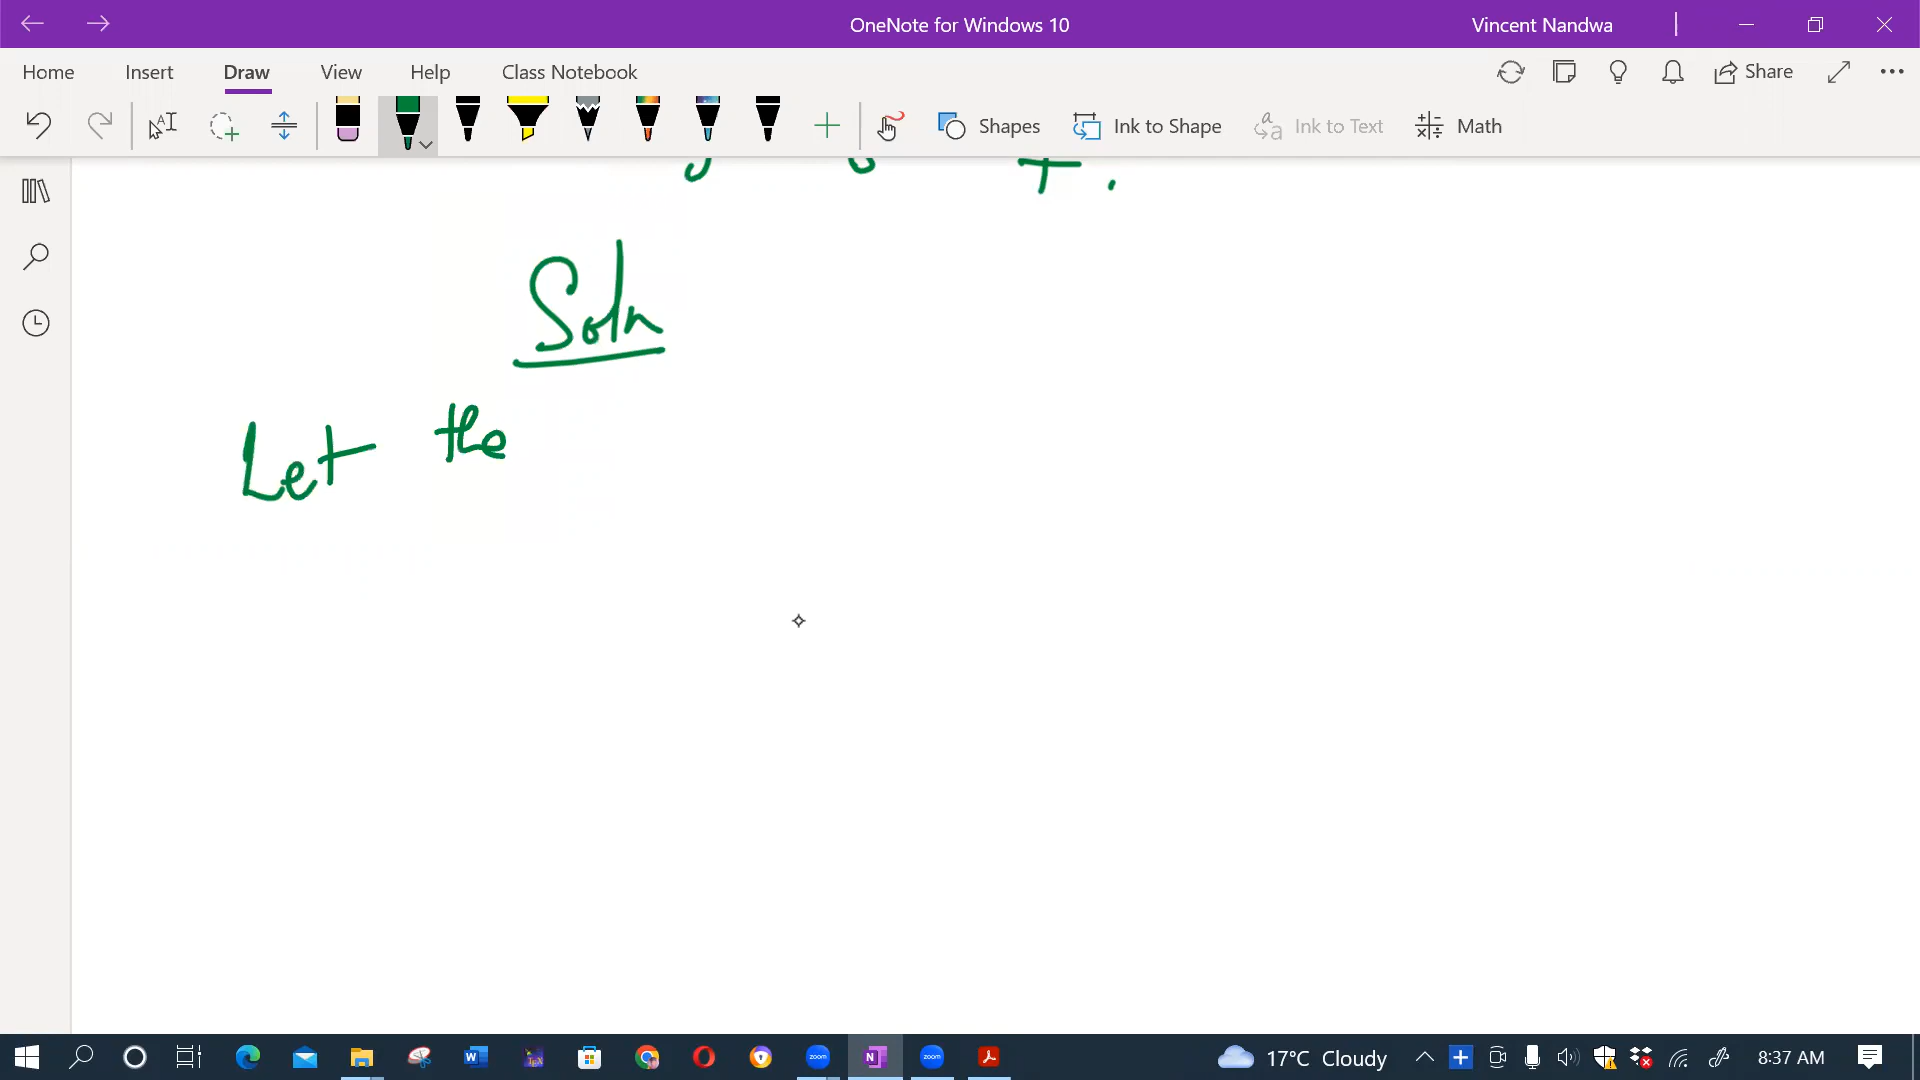 OneNote for Windows 10
Vincent Nandwa
Home Insert Draw View Help Class Notebook
Share
Shapes Ink to Shape Ink to Text Math
Soln
Let the
17°C Cloudy
8:37 AM